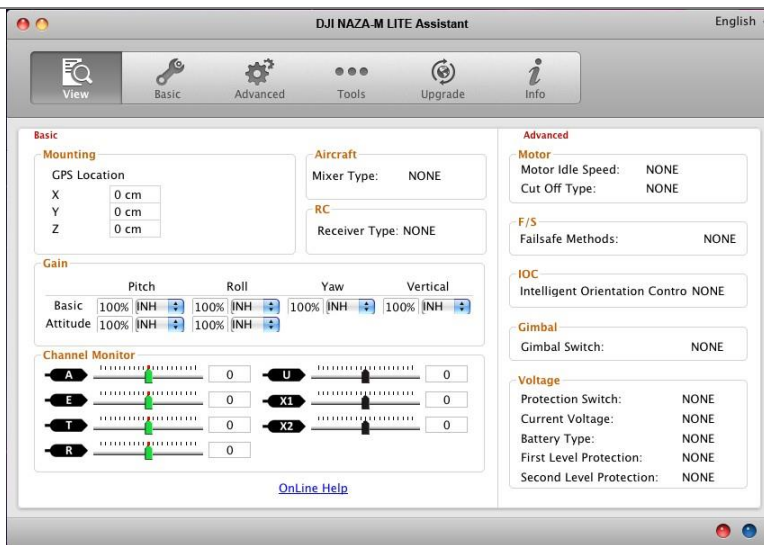 DJI NAZA-M LITE Assistant
English
View Basic Advanced Tools Upgrade Info
Basic
Mounting
GPS Location
X 0 cm
Y 0 cm
Z 0 cm
Aircraft
Mixer Type: NONE
RC
Receiver Type: NONE
Gain
Pitch Roll Yaw Vertical
Basic 100% INH 100% INH 100% INH 100% INH
Attitude 100% INH 100% INH
Channel Monitor
A 0 U 0
E 0 X1 0
T 0 X2 0
R 0
OnLine Help
Advanced
Motor
Motor Idle Speed: NONE
Cut Off Type: NONE
F/S
Failsafe Methods: NONE
IOC
Intelligent Orientation Contro NONE
Gimbal
Gimbal Switch: NONE
Voltage
Protection Switch: NONE
Current Voltage: NONE
Battery Type: NONE
First Level Protection: NONE
Second Level Protection: NONE